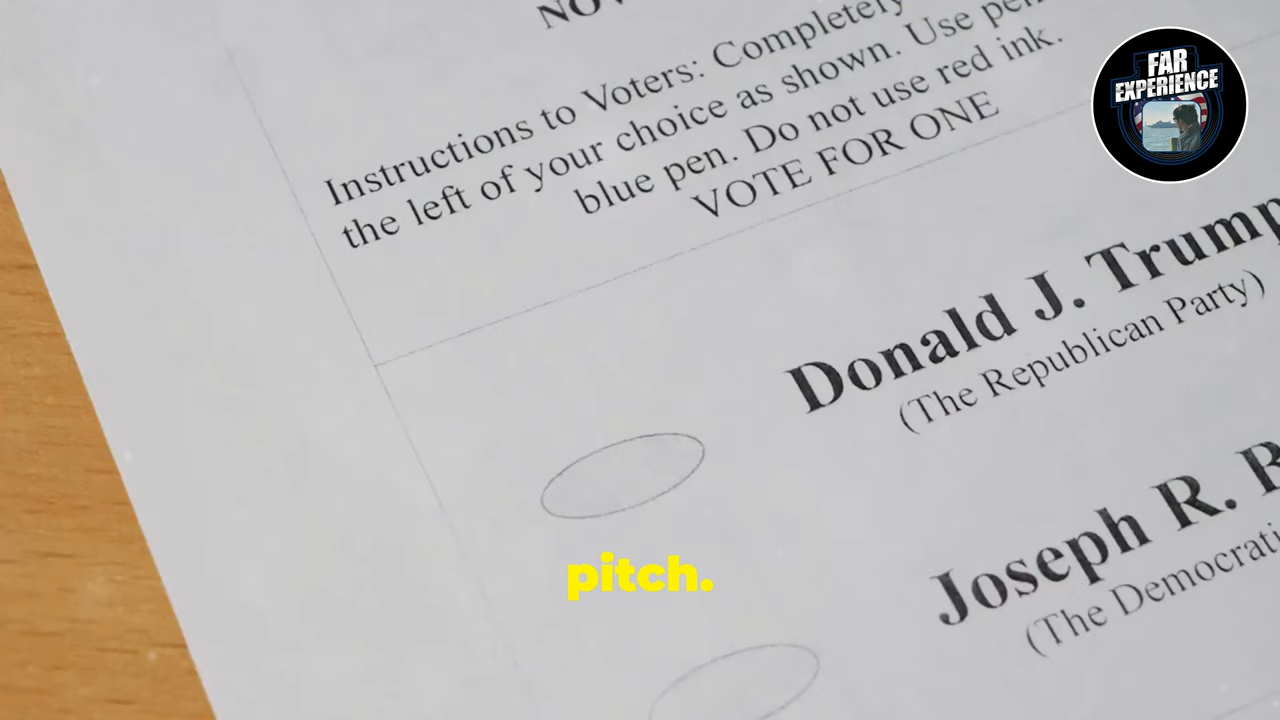 Instructions to Voters: Completely
the left of your choice as shown. Use pen
blue pen. Do not use red ink.
VOTE FOR ONE
Donald J. Trump
(The Republican Party)
Joseph R.
(The
pitch.
FAR
EXPERIENCE